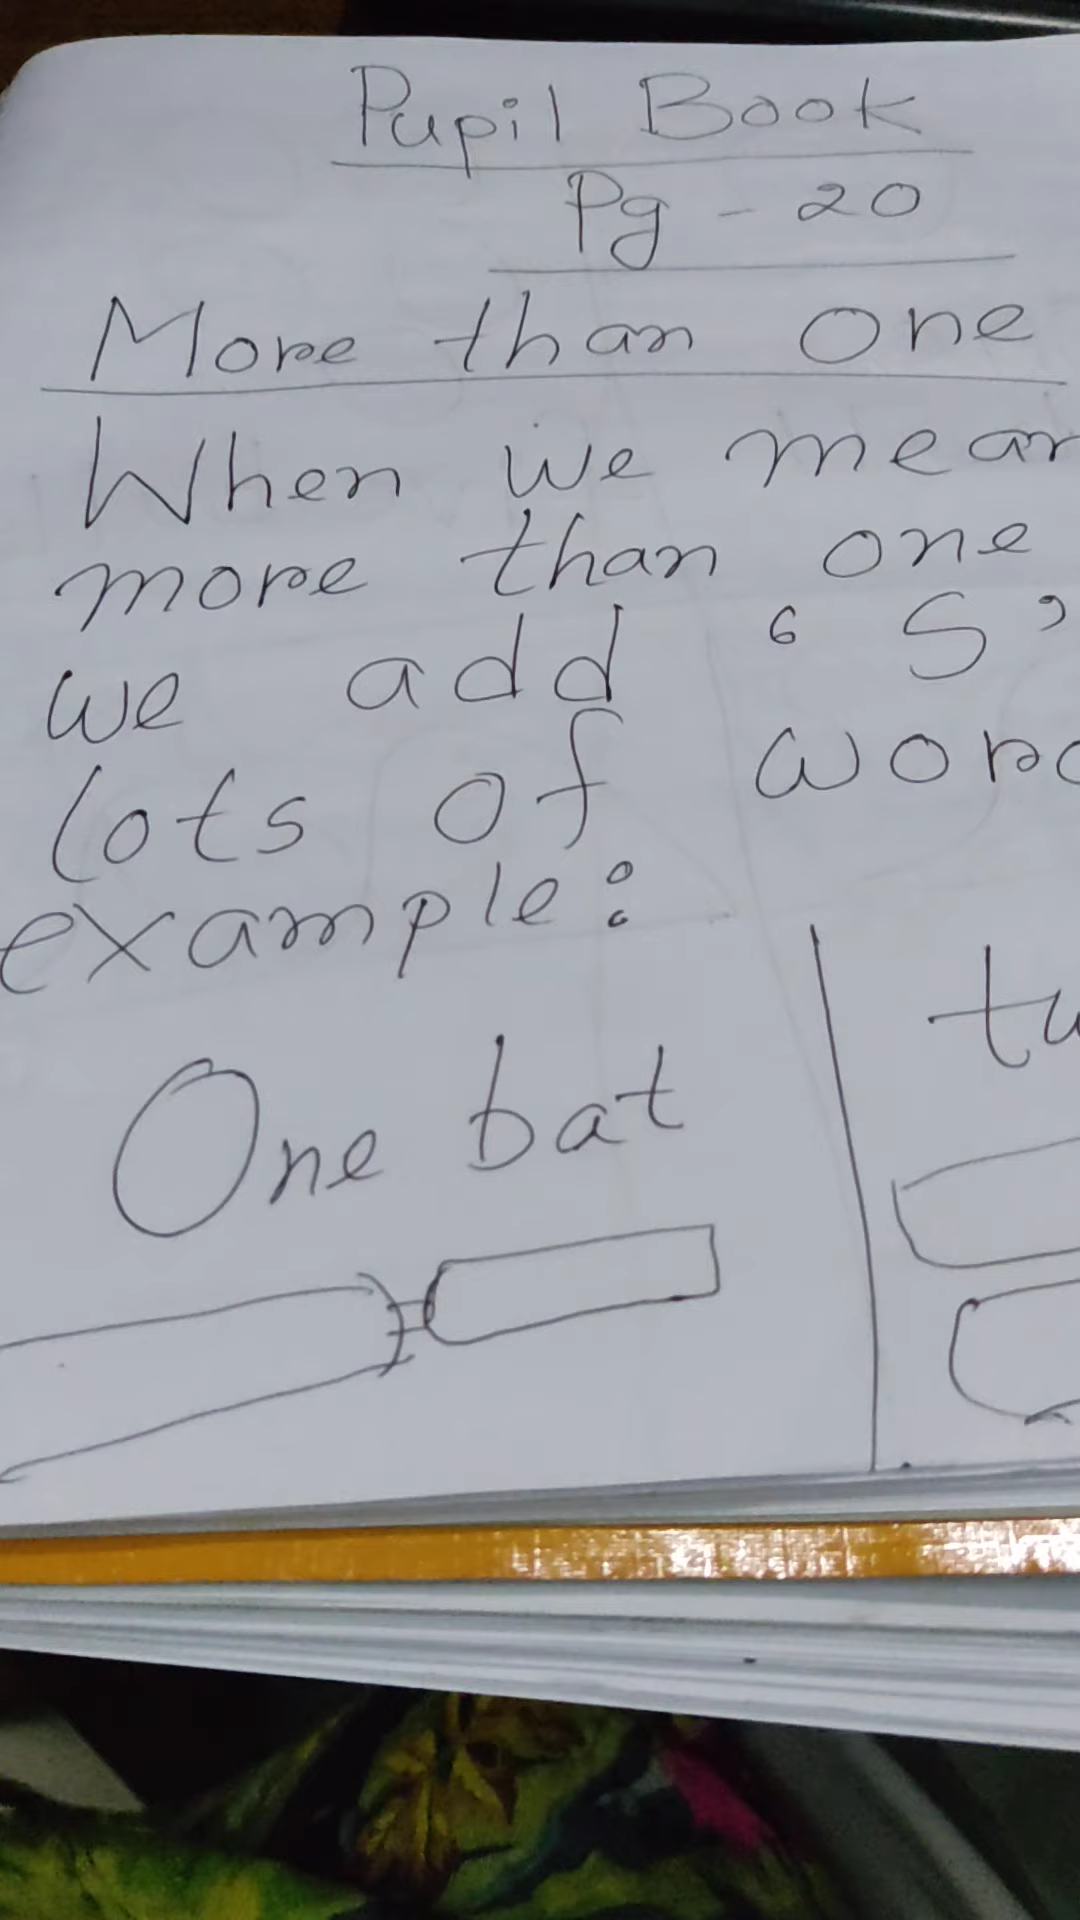 Pupil Book
Pg - 20
More than one
When we mean
more than one
we add 'S'
lots of word
example:
One bat